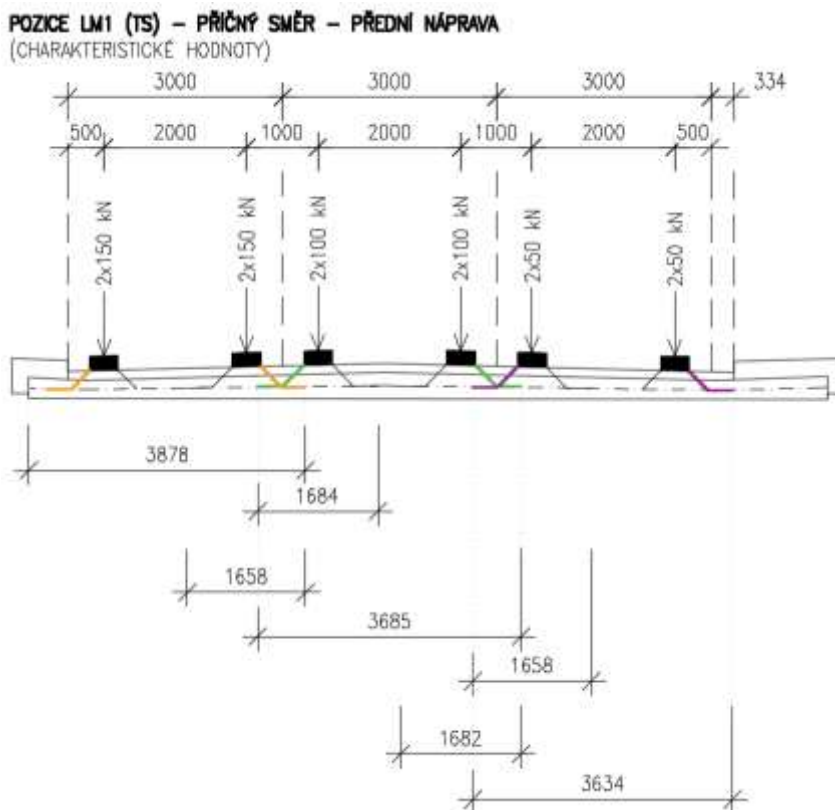 POZICE LM1 (TS) – PŘÍČNÝ SMĚR – PŘEDNÍ NÁPRAVA
(CHARAKTERISTICKÉ HODNOTY)
3000 3000 3000 334
500 2000 1000 2000 1000 2000 500
2x150 kN 2x150 kN 2x100 kN 2x100 kN 2x50 kN 2x50 kN
3878
1684
1658
3685
1658
1682
3634